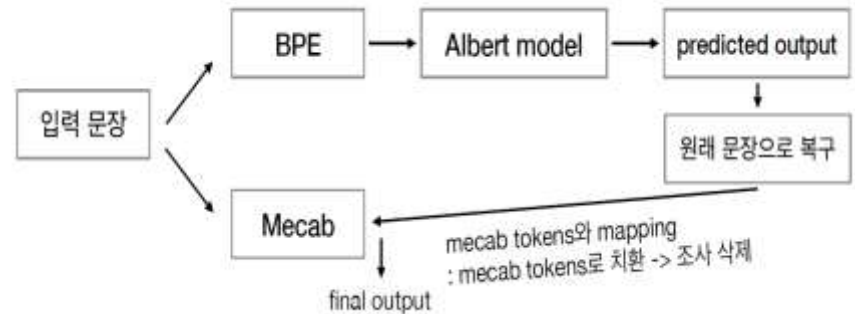 BPE
Albert model
predicted output
입력 문장
원래 문장으로 복구
Mecab
mecab tokens와 mapping
: mecab tokens로 치환 -> 조사 삭제
final output